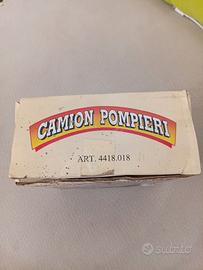 CAMION POMPIERI
ART. 4418.018
subito